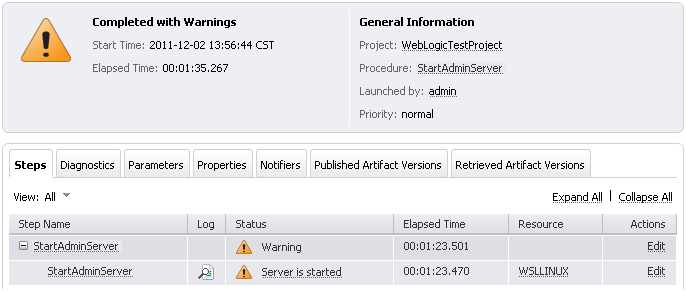 Completed with Warnings
Start Time: 2011-12-02 13:56:44 CST
Elapsed Time: 00:01:35.267
General Information
Project: WebLogicTestProject
Procedure: StartAdminServer
Launched by: admin
Priority: normal
Steps Diagnostics Parameters Properties Notifiers Published Artifact Versions Retrieved Artifact Versions
View: All Expand All | Collapse All
Step Name Log Status Elapsed Time Resource Actions
StartAdminServer Warning 00:01:23.501 Edit
StartAdminServer Server is started 00:01:23.470 WSLLINUX Edit